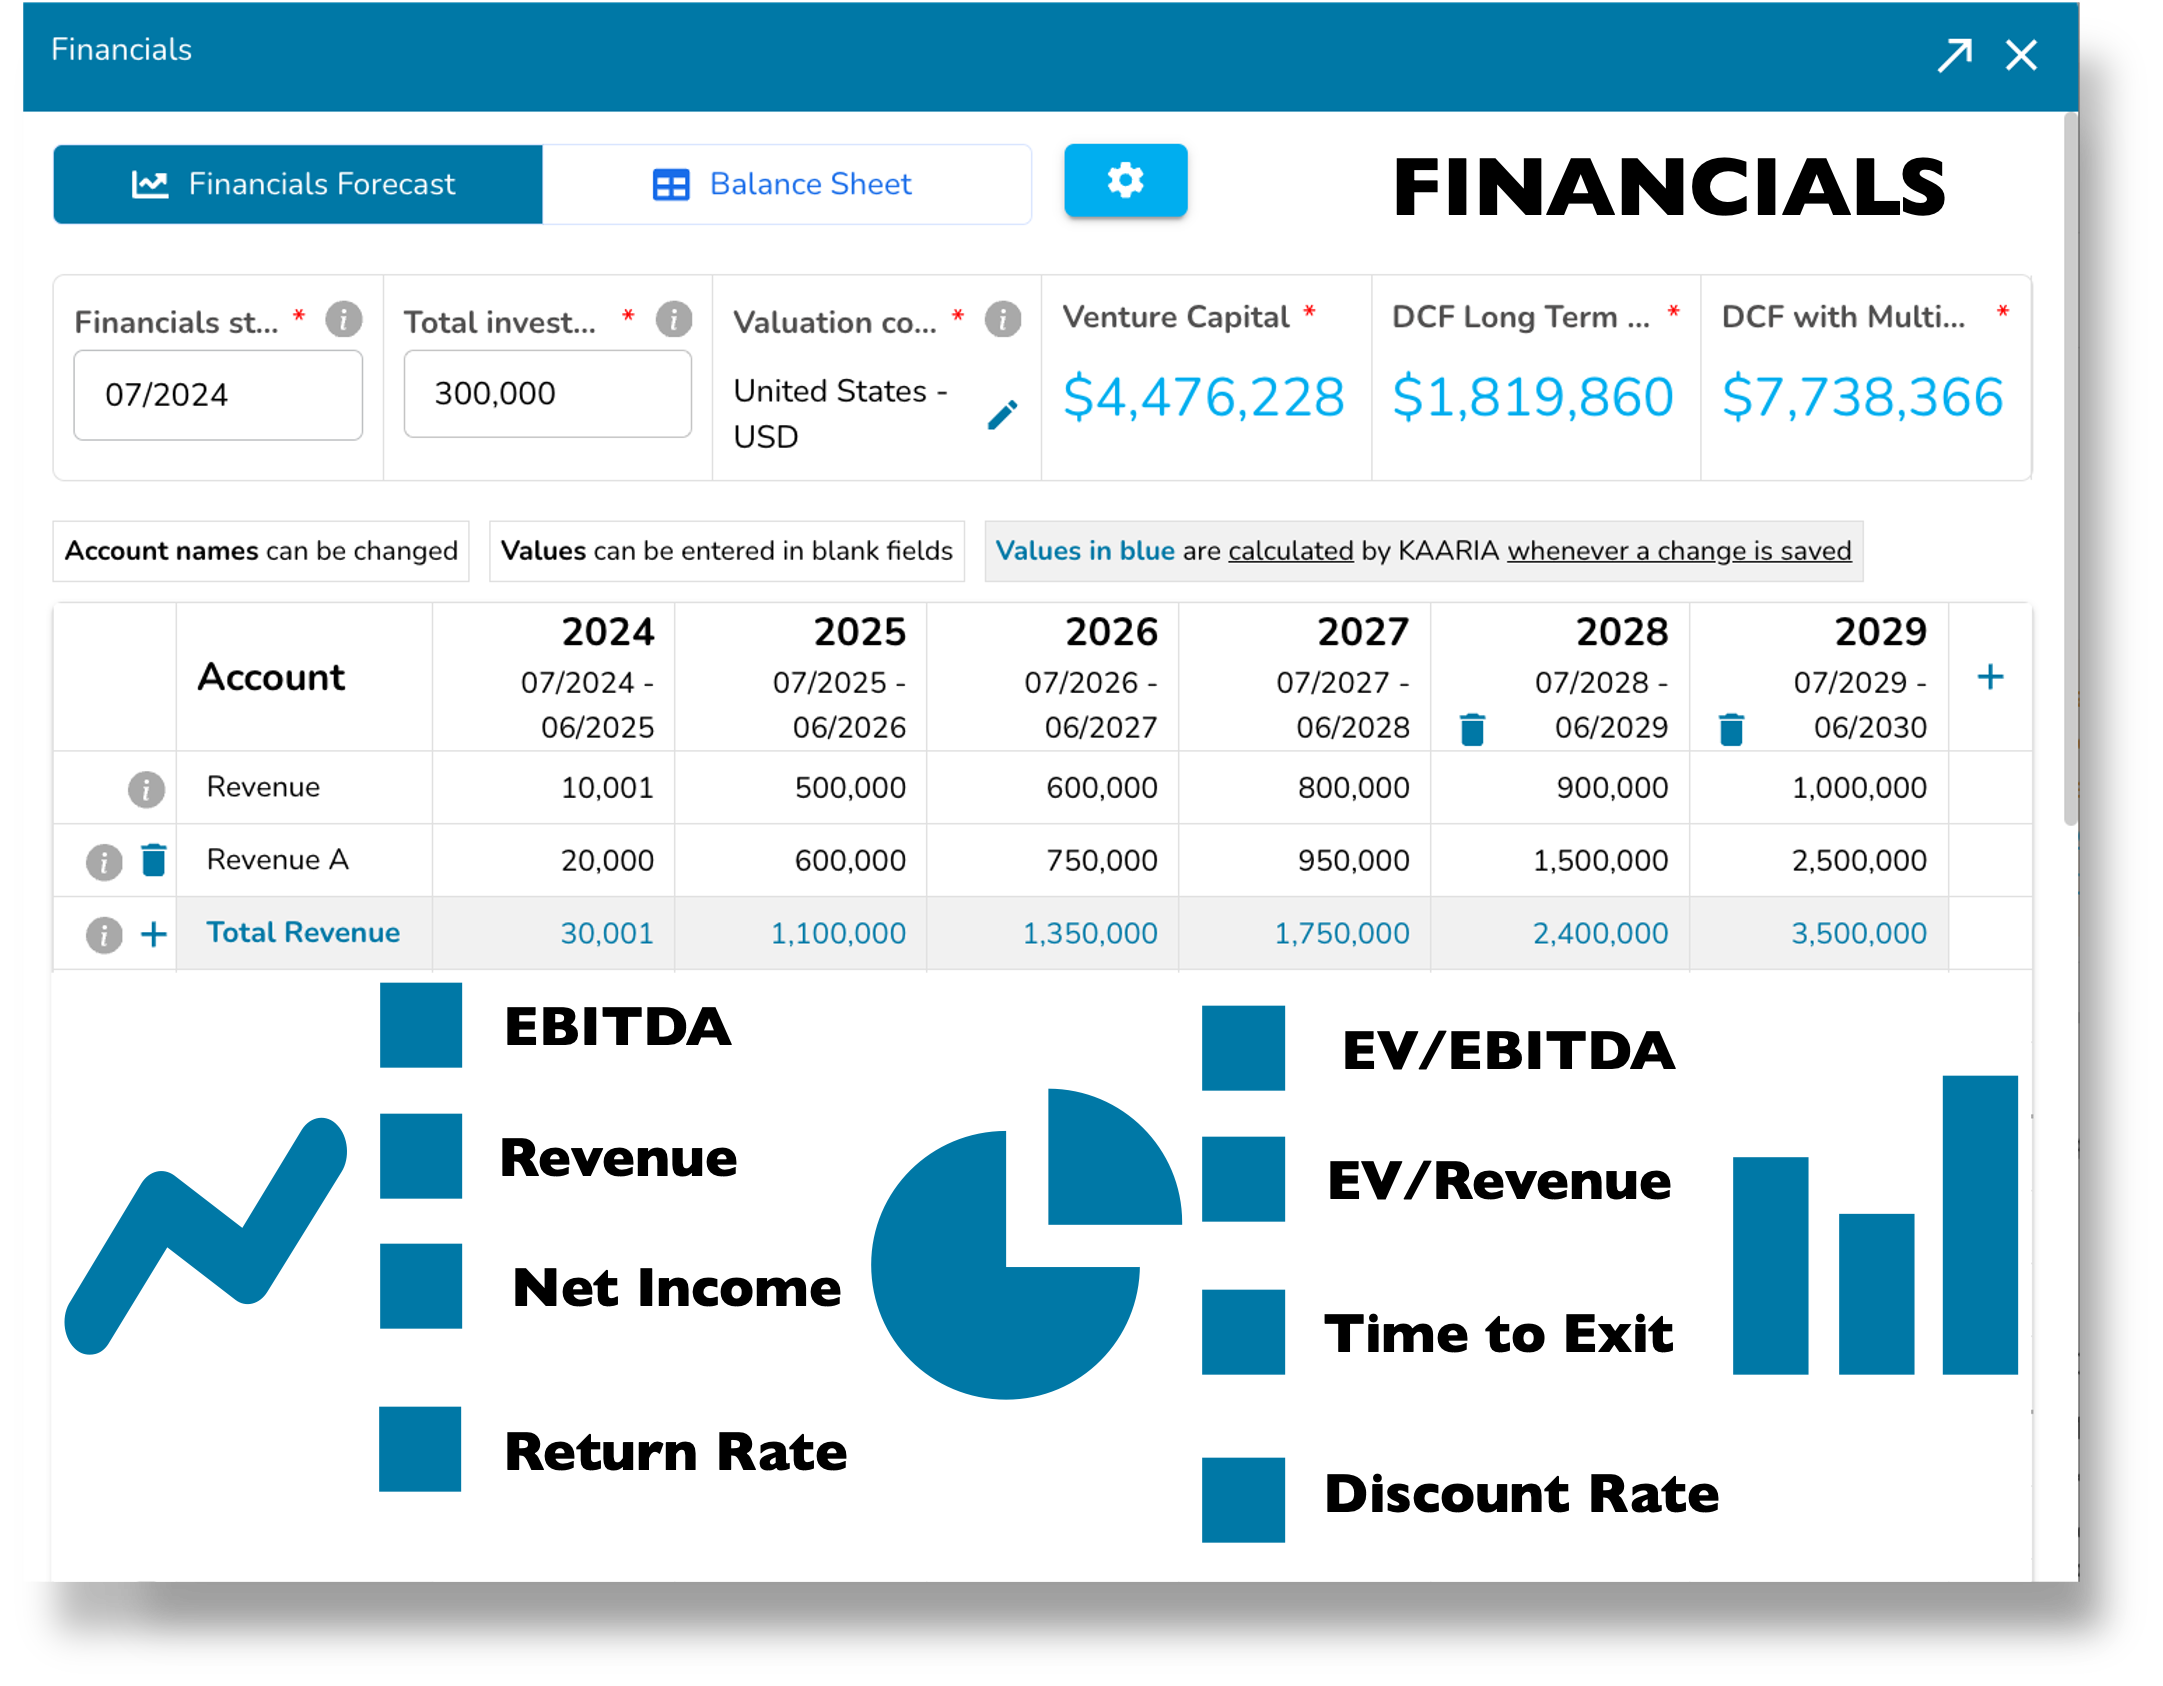 Financials
Financials Forecast
Balance Sheet
FINANCIALS
Financials st... *
Total invest... *
Valuation co... *
Venture Capital *
DCF Long Term ... *
DCF with Multi... *
07/2024
300,000
United States -
USD
$4,476,228
$1,819,860
$7,738,366
Account names can be changed
Values can be entered in blank fields
Values in blue are calculated by KAARIA whenever a change is saved
Account
2024 2025 2026 2027 2028 2029
07/2024 - 07/2025 - 07/2026 - 07/2027 - 07/2028 - 07/2029 -
06/2025 06/2026 06/2027 06/2028 06/2029 06/2030
Revenue 10,001 500,000 600,000 800,000 900,000 1,000,000
Revenue A 20,000 600,000 750,000 950,000 1,500,000 2,500,000
Total Revenue 30,001 1,100,000 1,350,000 1,750,000 2,400,000 3,500,000
EBITDA
Revenue
Net Income
Return Rate
EV/EBITDA
EV/Revenue
Time to Exit
Discount Rate